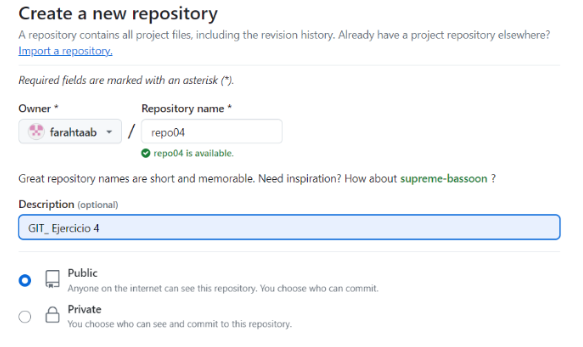 Create a new repository
A repository contains all project files, including the revision history. Already have a project repository elsewhere?
Import a repository.
Required fields are marked with an asterisk (*).
Owner * Repository name *
farahtaab / repo04
repo04 is available.
Great repository names are short and memorable. Need inspiration? How about supreme-bassoon ?
Description (optional)
GIT_ Ejercicio 4
Public
Anyone on the internet can see this repository. You choose who can commit.
Private
You choose who can see and commit to this repository.